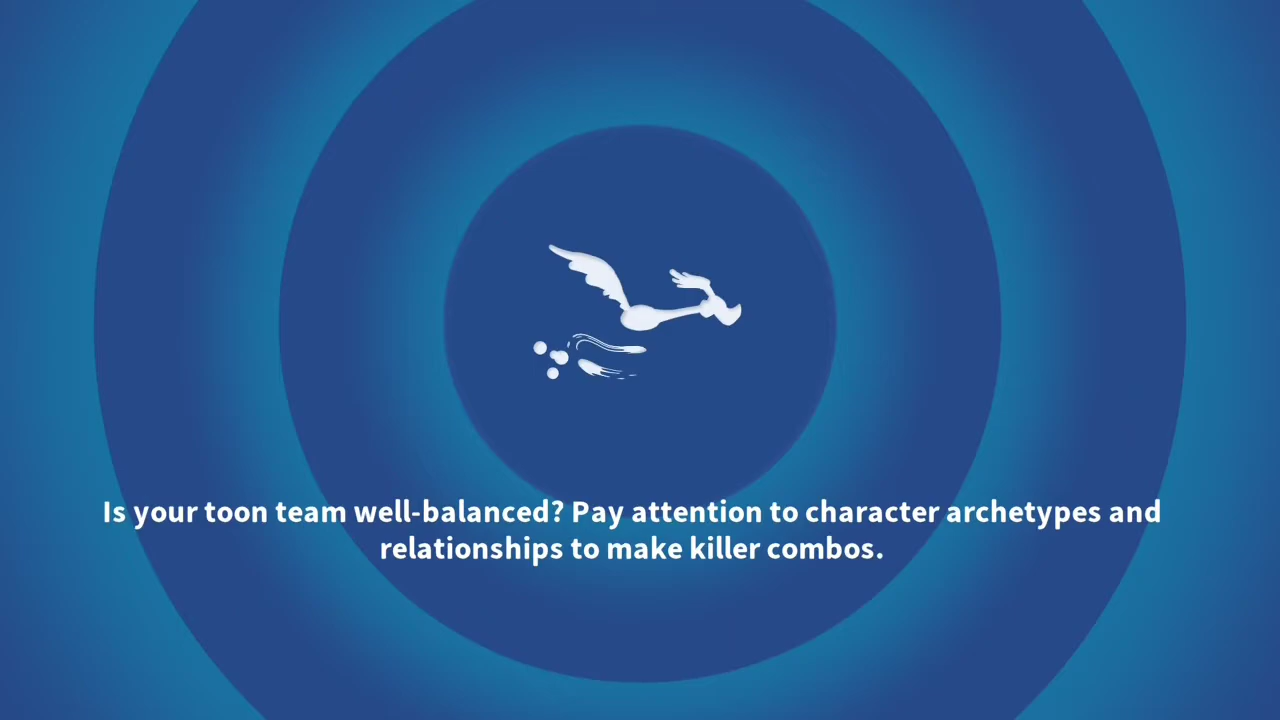 Is your toon team well-balanced? Pay attention to character archetypes and
relationships to make killer combos.